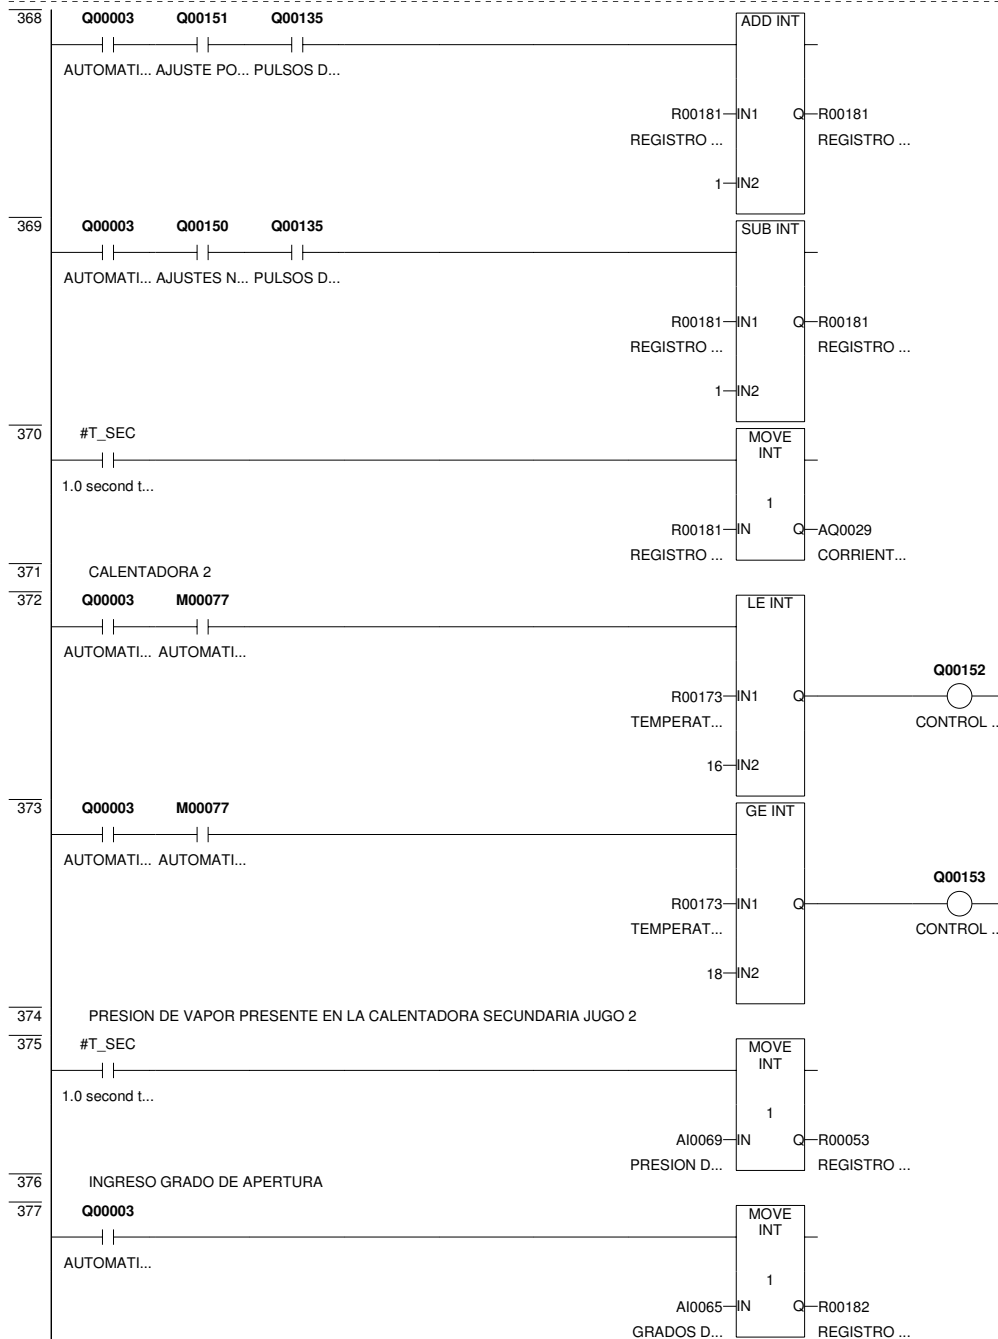 368 Q00003 Q00151 Q00135 ADD INT
AUTOMATI... AJUSTE PO... PULSOS D...
R00181 IN1 Q R00181
REGISTRO ... REGISTRO ...
1 IN2
369 Q00003 Q00150 Q00135 SUB INT
AUTOMATI... AJUSTES N... PULSOS D...
R00181 IN1 Q R00181
REGISTRO ... REGISTRO ...
1 IN2
370 #T_SEC MOVE
INT
1.0 second t...
1
R00181 IN Q AQ0029
REGISTRO ... CORRIENT...
371 CALENTADORA 2
372 Q00003 M00077 LE INT
AUTOMATI... AUTOMATI...
Q00152
R00173 IN1 Q
TEMPERAT... CONTROL ..
16 IN2
373 Q00003 M00077 GE INT
AUTOMATI... AUTOMATI...
Q00153
R00173 IN1 Q
TEMPERAT... CONTROL ..
18 IN2
374 PRESION DE VAPOR PRESENTE EN LA CALENTADORA SECUNDARIA JUGO 2
375 #T_SEC MOVE
INT
1.0 second t...
1
AI0069 IN Q R00053
PRESION D... REGISTRO ...
376 INGRESO GRADO DE APERTURA
377 Q00003 MOVE
INT
AUTOMATI...
1
AI0065 IN Q R00182
GRADOS D... REGISTRO ...